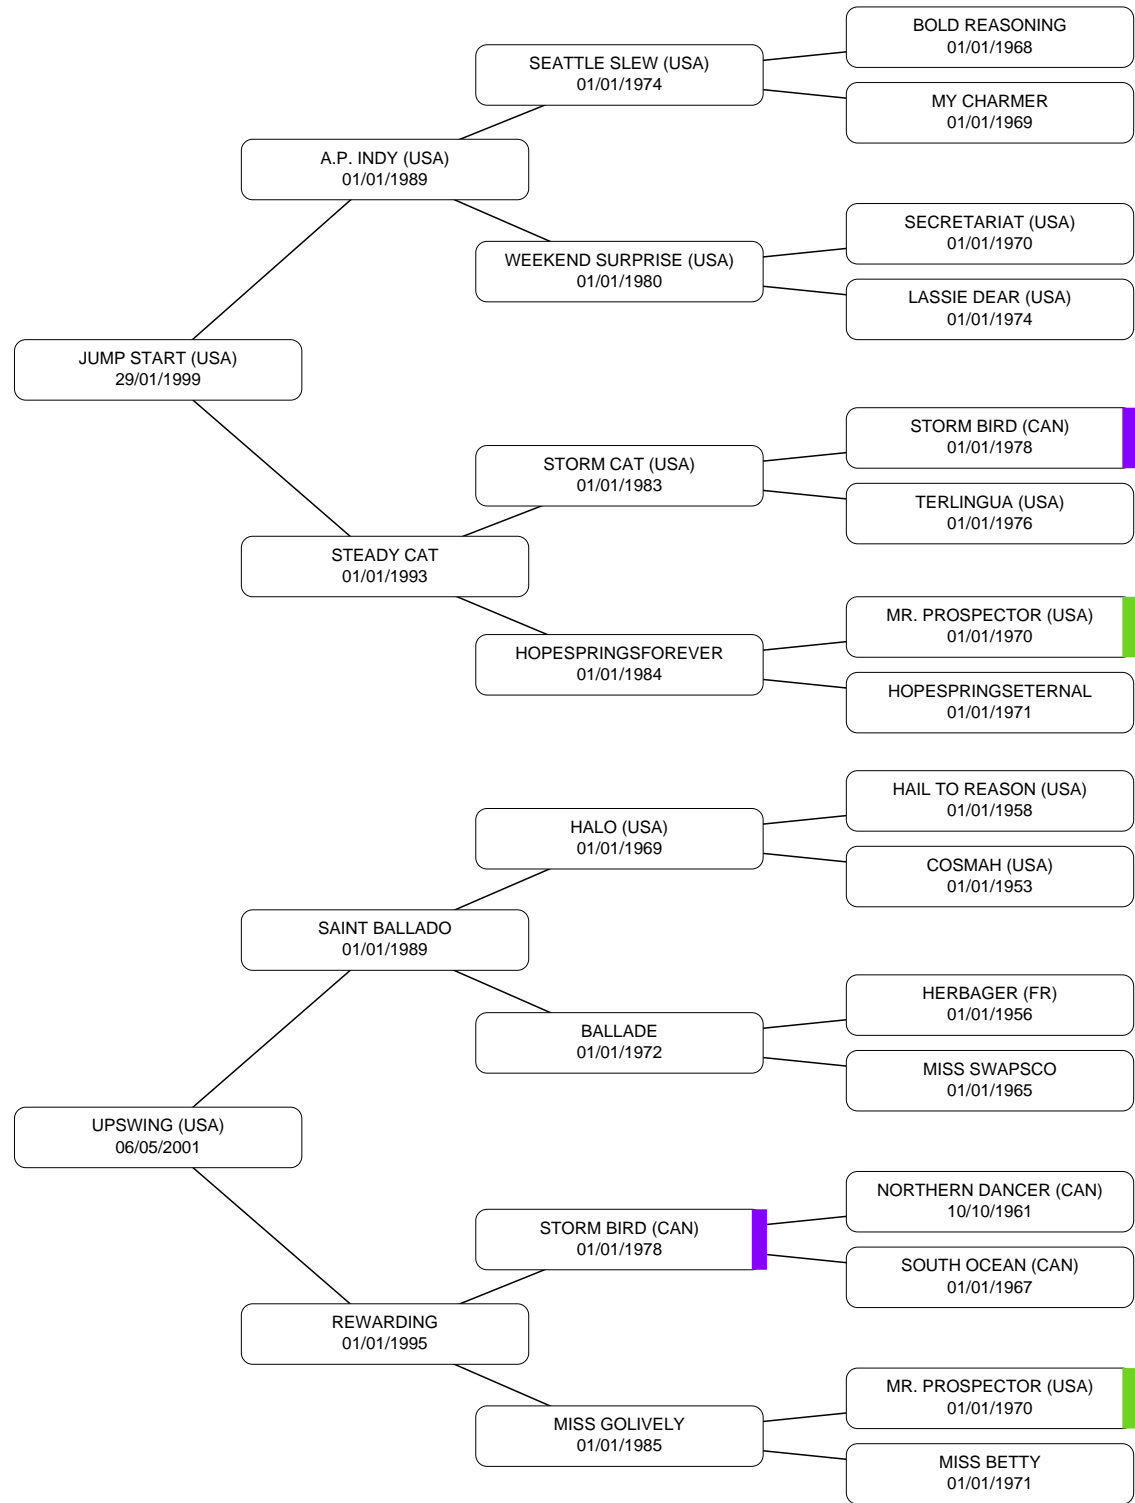 BOLD REASONING
01/01/1968
SEATTLE SLEW (USA)
01/01/1974
MY CHARMER
01/01/1969
A.P. INDY (USA)
01/01/1989
SECRETARIAT (USA)
01/01/1970
WEEKEND SURPRISE (USA)
01/01/1980
LASSIE DEAR (USA)
01/01/1974
JUMP START (USA)
29/01/1999
STORM BIRD (CAN)
01/01/1978
STORM CAT (USA)
01/01/1983
TERLINGUA (USA)
01/01/1976
STEADY CAT
01/01/1993
MR. PROSPECTOR (USA)
01/01/1970
HOPESPRINGSFOREVER
01/01/1984
HOPESPRINGSETERNAL
01/01/1971
HAIL TO REASON (USA)
01/01/1958
HALO (USA)
01/01/1969
COSMAH (USA)
01/01/1953
SAINT BALLADO
01/01/1989
HERBAGER (FR)
01/01/1956
BALLADE
01/01/1972
MISS SWAPSCO
01/01/1965
UPSWING (USA)
06/05/2001
NORTHERN DANCER (CAN)
10/10/1961
STORM BIRD (CAN)
01/01/1978
SOUTH OCEAN (CAN)
01/01/1967
REWARDING
01/01/1995
MR. PROSPECTOR (USA)
01/01/1970
MISS GOLIVELY
01/01/1985
MISS BETTY
01/01/1971